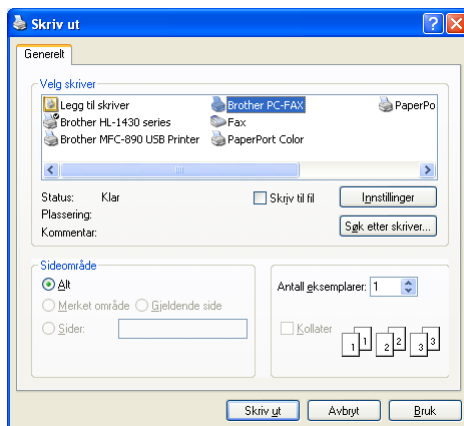 Skriv ut
Generelt
Velg skriver
Legg til skriver
Brother HL-1430 series
Brother MFC-890 USB Printer
Brother PC-FAX
Fax
PaperPort Color
PaperPo
Status: Klar
Plassering:
Kommentar:
Skriv til fil
Innstillinger
Søk etter skriver...
Sideområde
Alt
Merket område Gjeldende side
Sider:
Antall eksemplarer: 1
Kollater
1 1 2 2 3 3
Skriv ut Avbryt Bruk